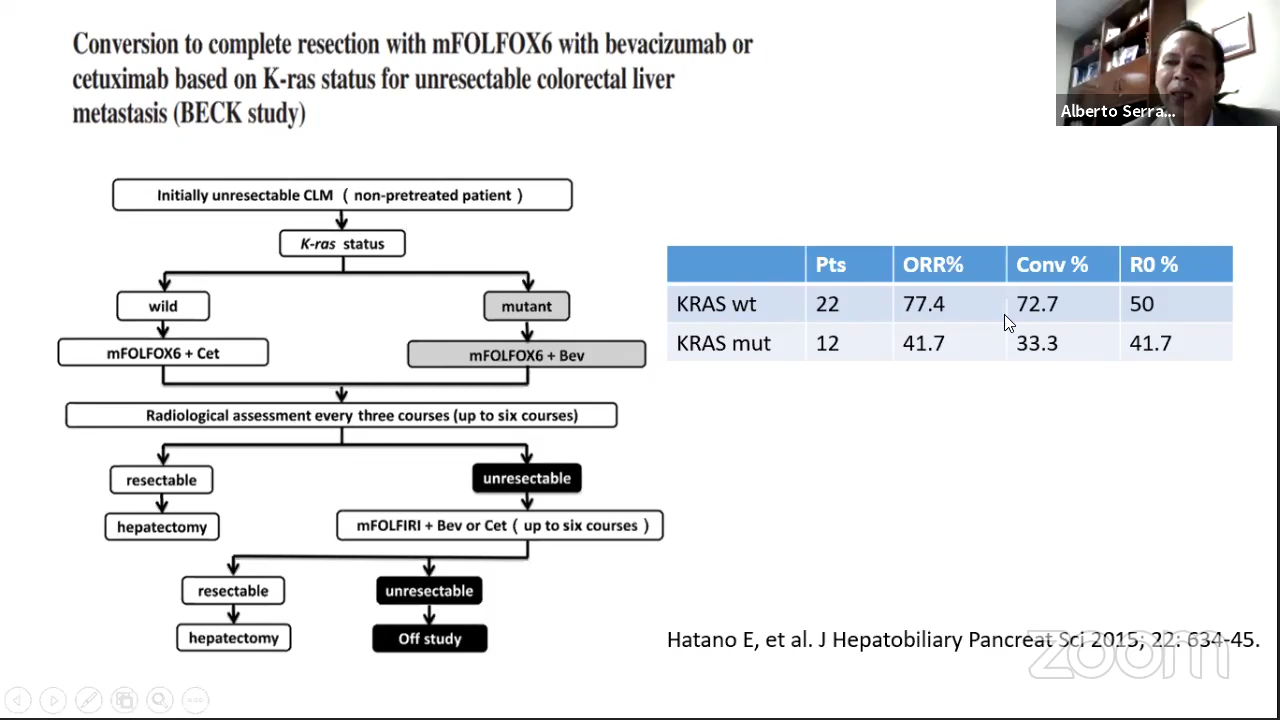 Conversion to complete resection with mFOLFOX6 with bevacizumab or
cetuximab based on K-ras status for unresectable colorectal liver
metastasis (BECK study)
Alberto Serra...
Initially unresectable CLM ( non-pretreated patient )
K-ras status
wild
mutant
mFOLFOX6 + Cet
mFOLFOX6 + Bev
Radiological assessment every three courses (up to six courses)
resectable
unresectable
hepatectomy
mFOLFIRI + Bev or Cet ( up to six courses )
resectable
unresectable
hepatectomy
Off study
Pts ORR% Conv % R0 %
KRAS wt 22 77.4 72.7 50
KRAS mut 12 41.7 33.3 41.7
Hatano E, et al. J Hepatobiliary Pancreat Sci 2015; 22: 634-45.
zoom